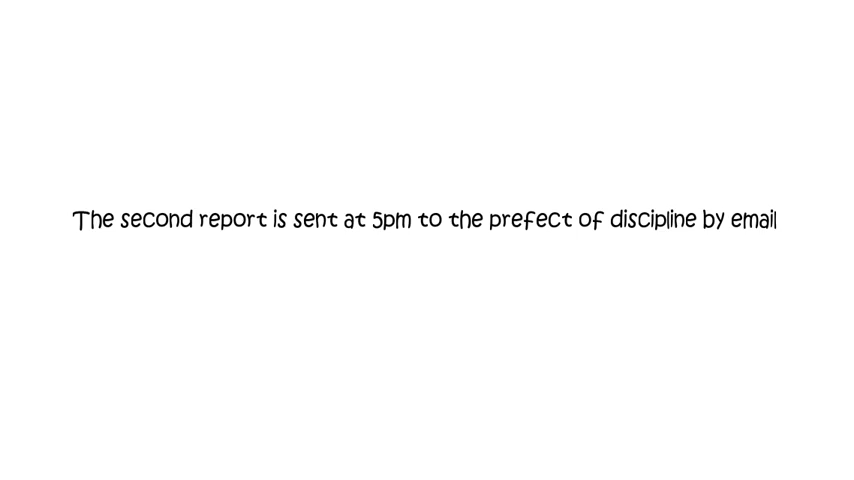 The second report is sent at 5pm to the prefect of discipline by email